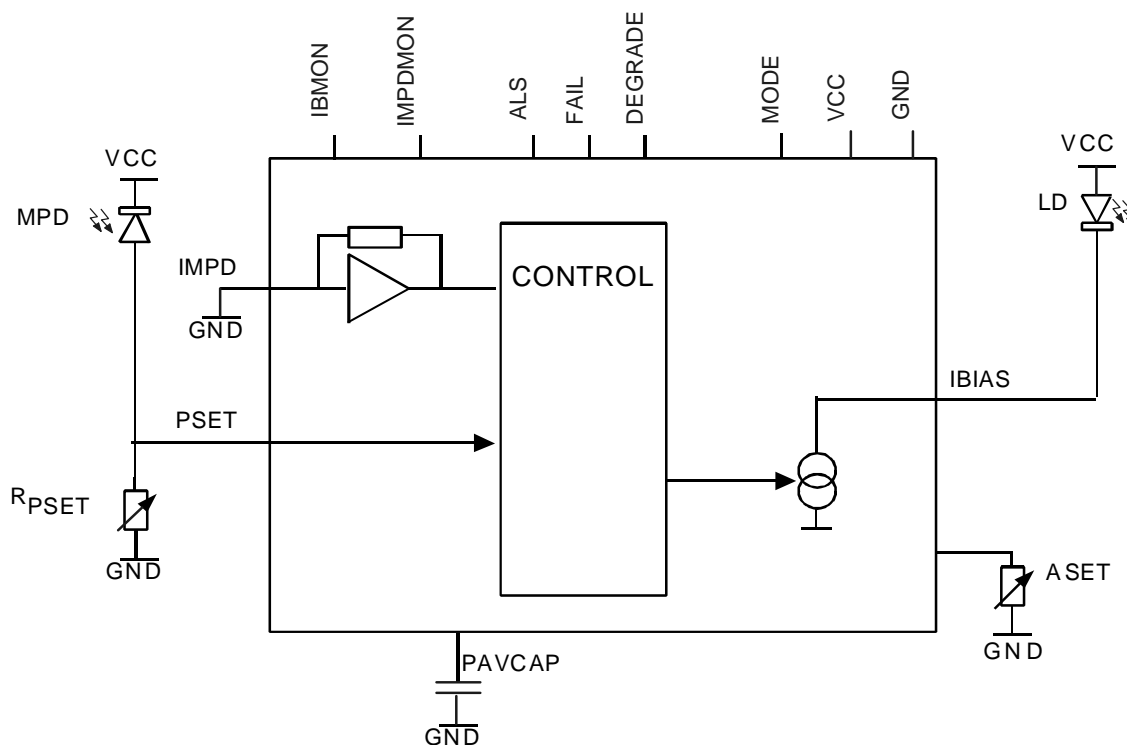 IBMON
IMPDMON
ALS
FAIL
DEGRADE
MODE
VCC
GND
VCC
MPD
VCC
LD
IMPD
GND
CONTROL
IBIAS
PSET
RPSET
GND
ASET
GND
PAVCAP
GND